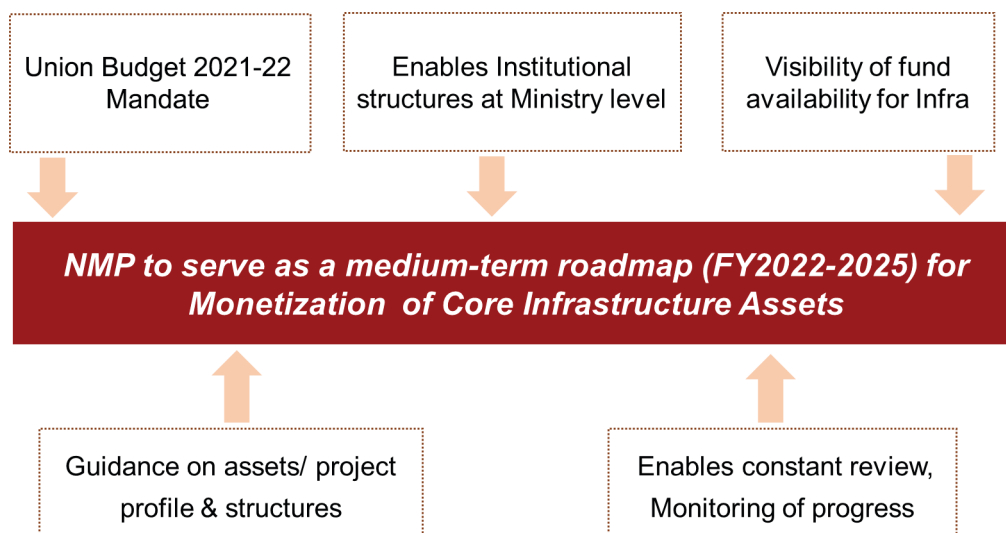 Union Budget 2021-22
Mandate
Enables Institutional
structures at Ministry level
Visibility of fund
availability for Infra
NMP to serve as a medium-term roadmap (FY2022-2025) for
Monetization of Core Infrastructure Assets
Guidance on assets/ project
profile & structures
Enables constant review,
Monitoring of progress